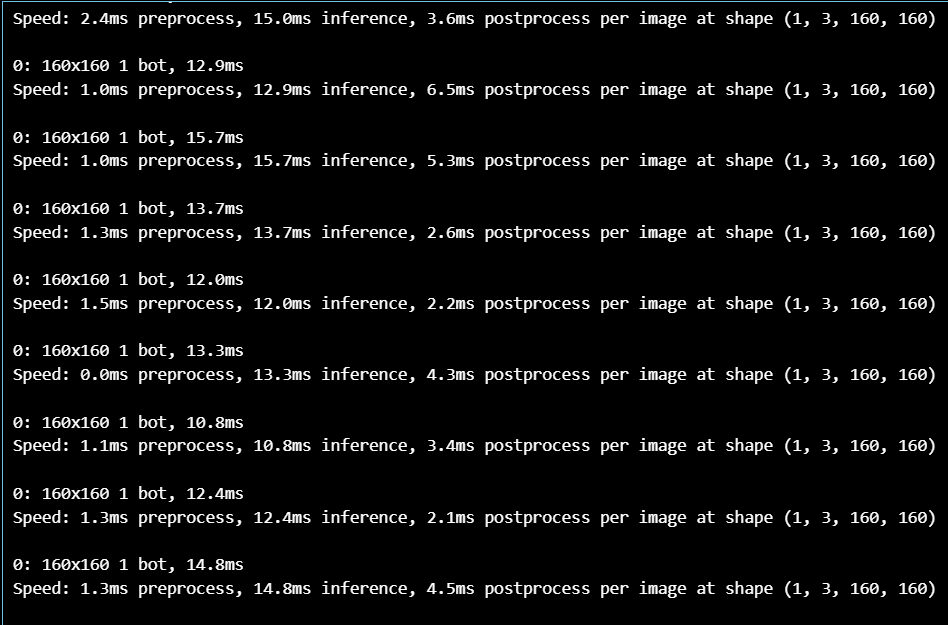 Speed: 2.4ms preprocess, 15.0ms inference, 3.6ms postprocess per image at shape (1, 3, 160, 160)
0: 160x160 1 bot, 12.9ms
Speed: 1.0ms preprocess, 12.9ms inference, 6.5ms postprocess per image at shape (1, 3, 160, 160)
0: 160x160 1 bot, 15.7ms
Speed: 1.0ms preprocess, 15.7ms inference, 5.3ms postprocess per image at shape (1, 3, 160, 160)
0: 160x160 1 bot, 13.7ms
Speed: 1.3ms preprocess, 13.7ms inference, 2.6ms postprocess per image at shape (1, 3, 160, 160)
0: 160x160 1 bot, 12.0ms
Speed: 1.5ms preprocess, 12.0ms inference, 2.2ms postprocess per image at shape (1, 3, 160, 160)
0: 160x160 1 bot, 13.3ms
Speed: 0.0ms preprocess, 13.3ms inference, 4.3ms postprocess per image at shape (1, 3, 160, 160)
0: 160x160 1 bot, 10.8ms
Speed: 1.1ms preprocess, 10.8ms inference, 3.4ms postprocess per image at shape (1, 3, 160, 160)
0: 160x160 1 bot, 12.4ms
Speed: 1.3ms preprocess, 12.4ms inference, 2.1ms postprocess per image at shape (1, 3, 160, 160)
0: 160x160 1 bot, 14.8ms
Speed: 1.3ms preprocess, 14.8ms inference, 4.5ms postprocess per image at shape (1, 3, 160, 160)